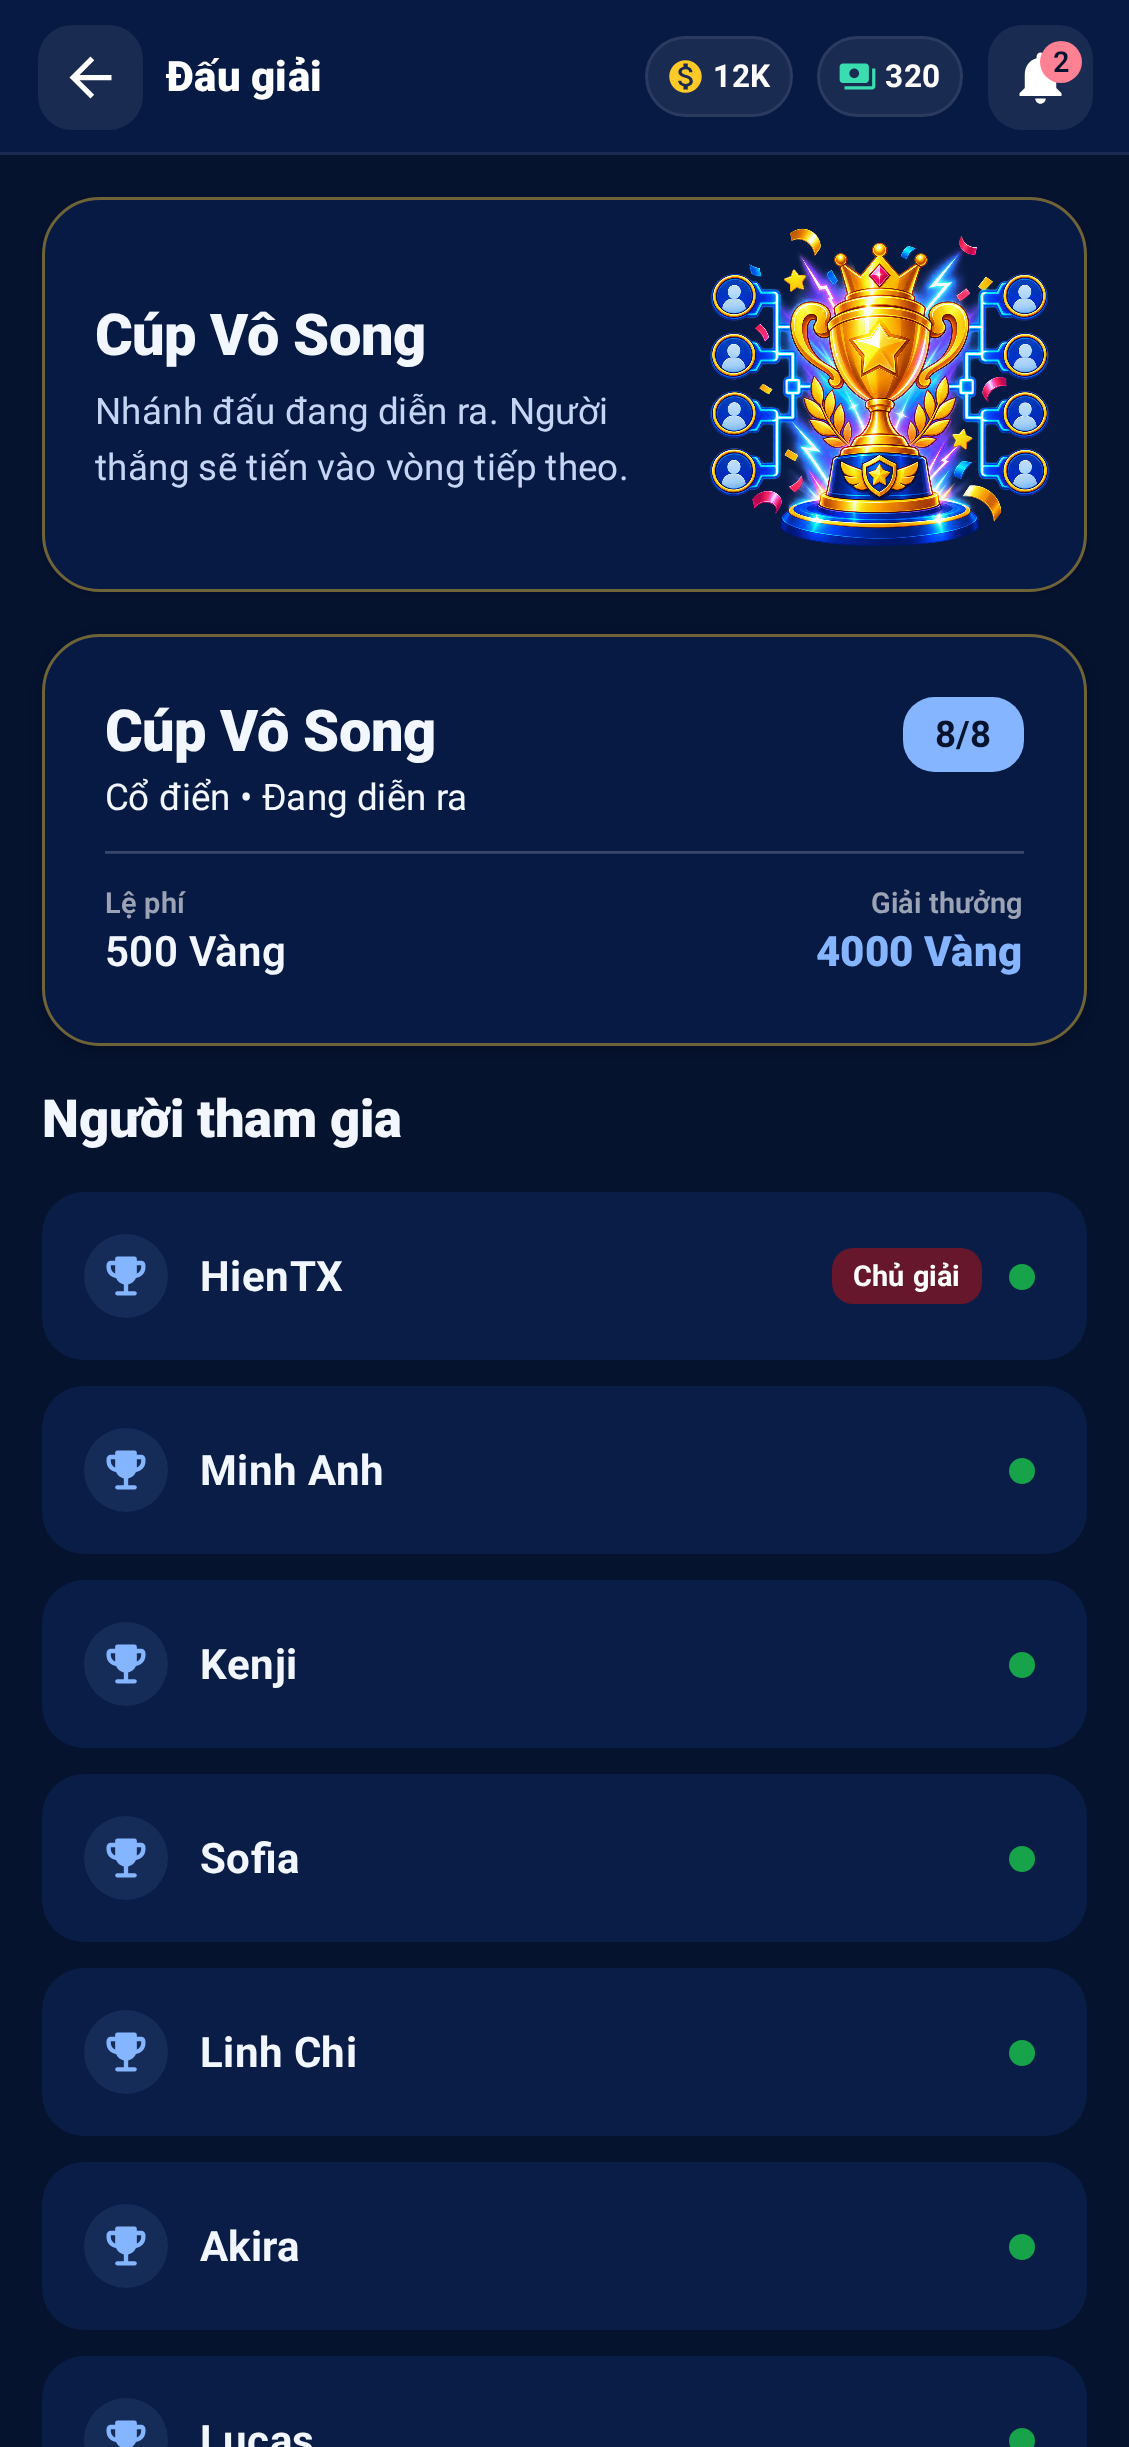 Đấu giải
12K
320
2
Cúp Vô Song
Nhánh đấu đang diễn ra. Người
thắng sẽ tiến vào vòng tiếp theo.
Cúp Vô Song
8/8
Cổ điển • Đang diễn ra
Lệ phí
Giải thưởng
500 Vàng
4000 Vàng
Người tham gia
HienTX
Chủ giải
Minh Anh
Kenji
Sofia
Linh Chi
Akira
Lucas